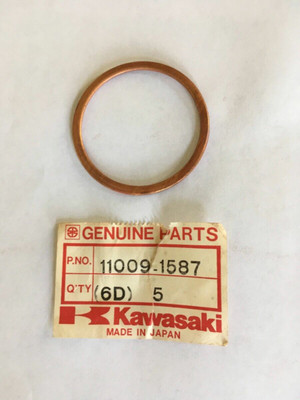 GENUINE PARTS
P.NO. 11009-1587
Q'TY (6D) 5
Kawasaki
MADE IN JAPAN